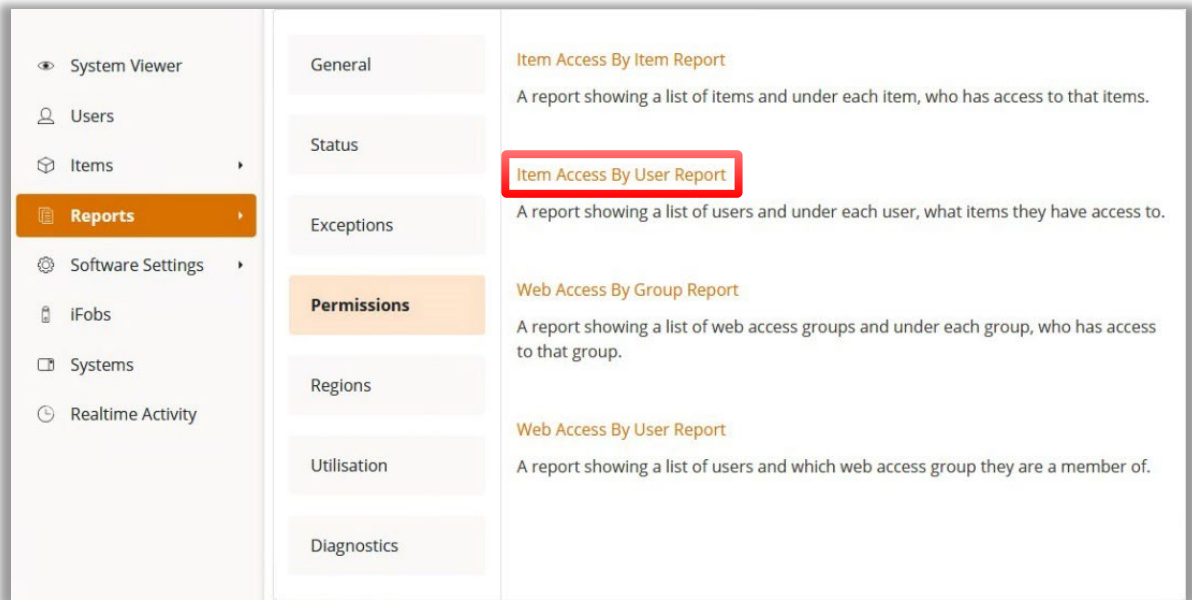 System Viewer
Users
Items
Reports
Software Settings
iFobs
Systems
Realtime Activity
General
Status
Exceptions
Permissions
Regions
Utilisation
Diagnostics
Item Access By Item Report
A report showing a list of items and under each item, who has access to that items.
Item Access By User Report
A report showing a list of users and under each user, what items they have access to.
Web Access By Group Report
A report showing a list of web access groups and under each group, who has access
to that group.
Web Access By User Report
A report showing a list of users and which web access group they are a member of.